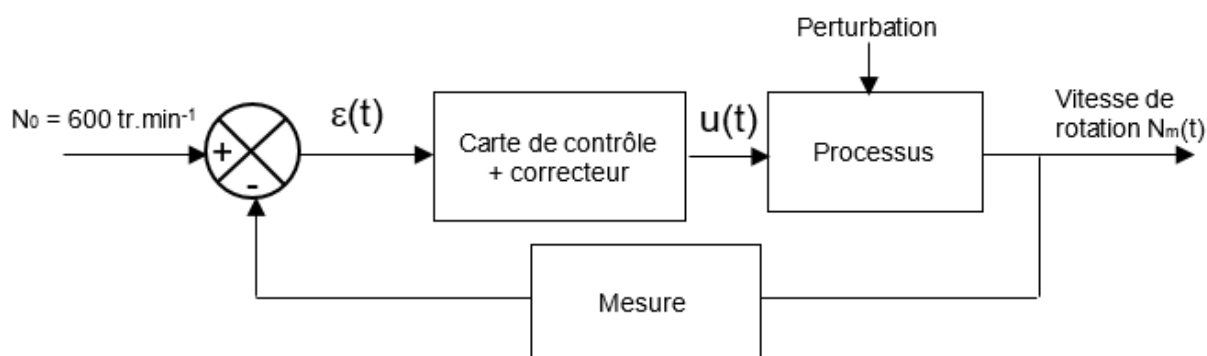 Perturbation
N₀ = 600 tr.min⁻¹
+
-
ε(t)
Carte de contrôle
+ correcteur
u(t)
Processus
Vitesse de
rotation Nₘ(t)
Mesure